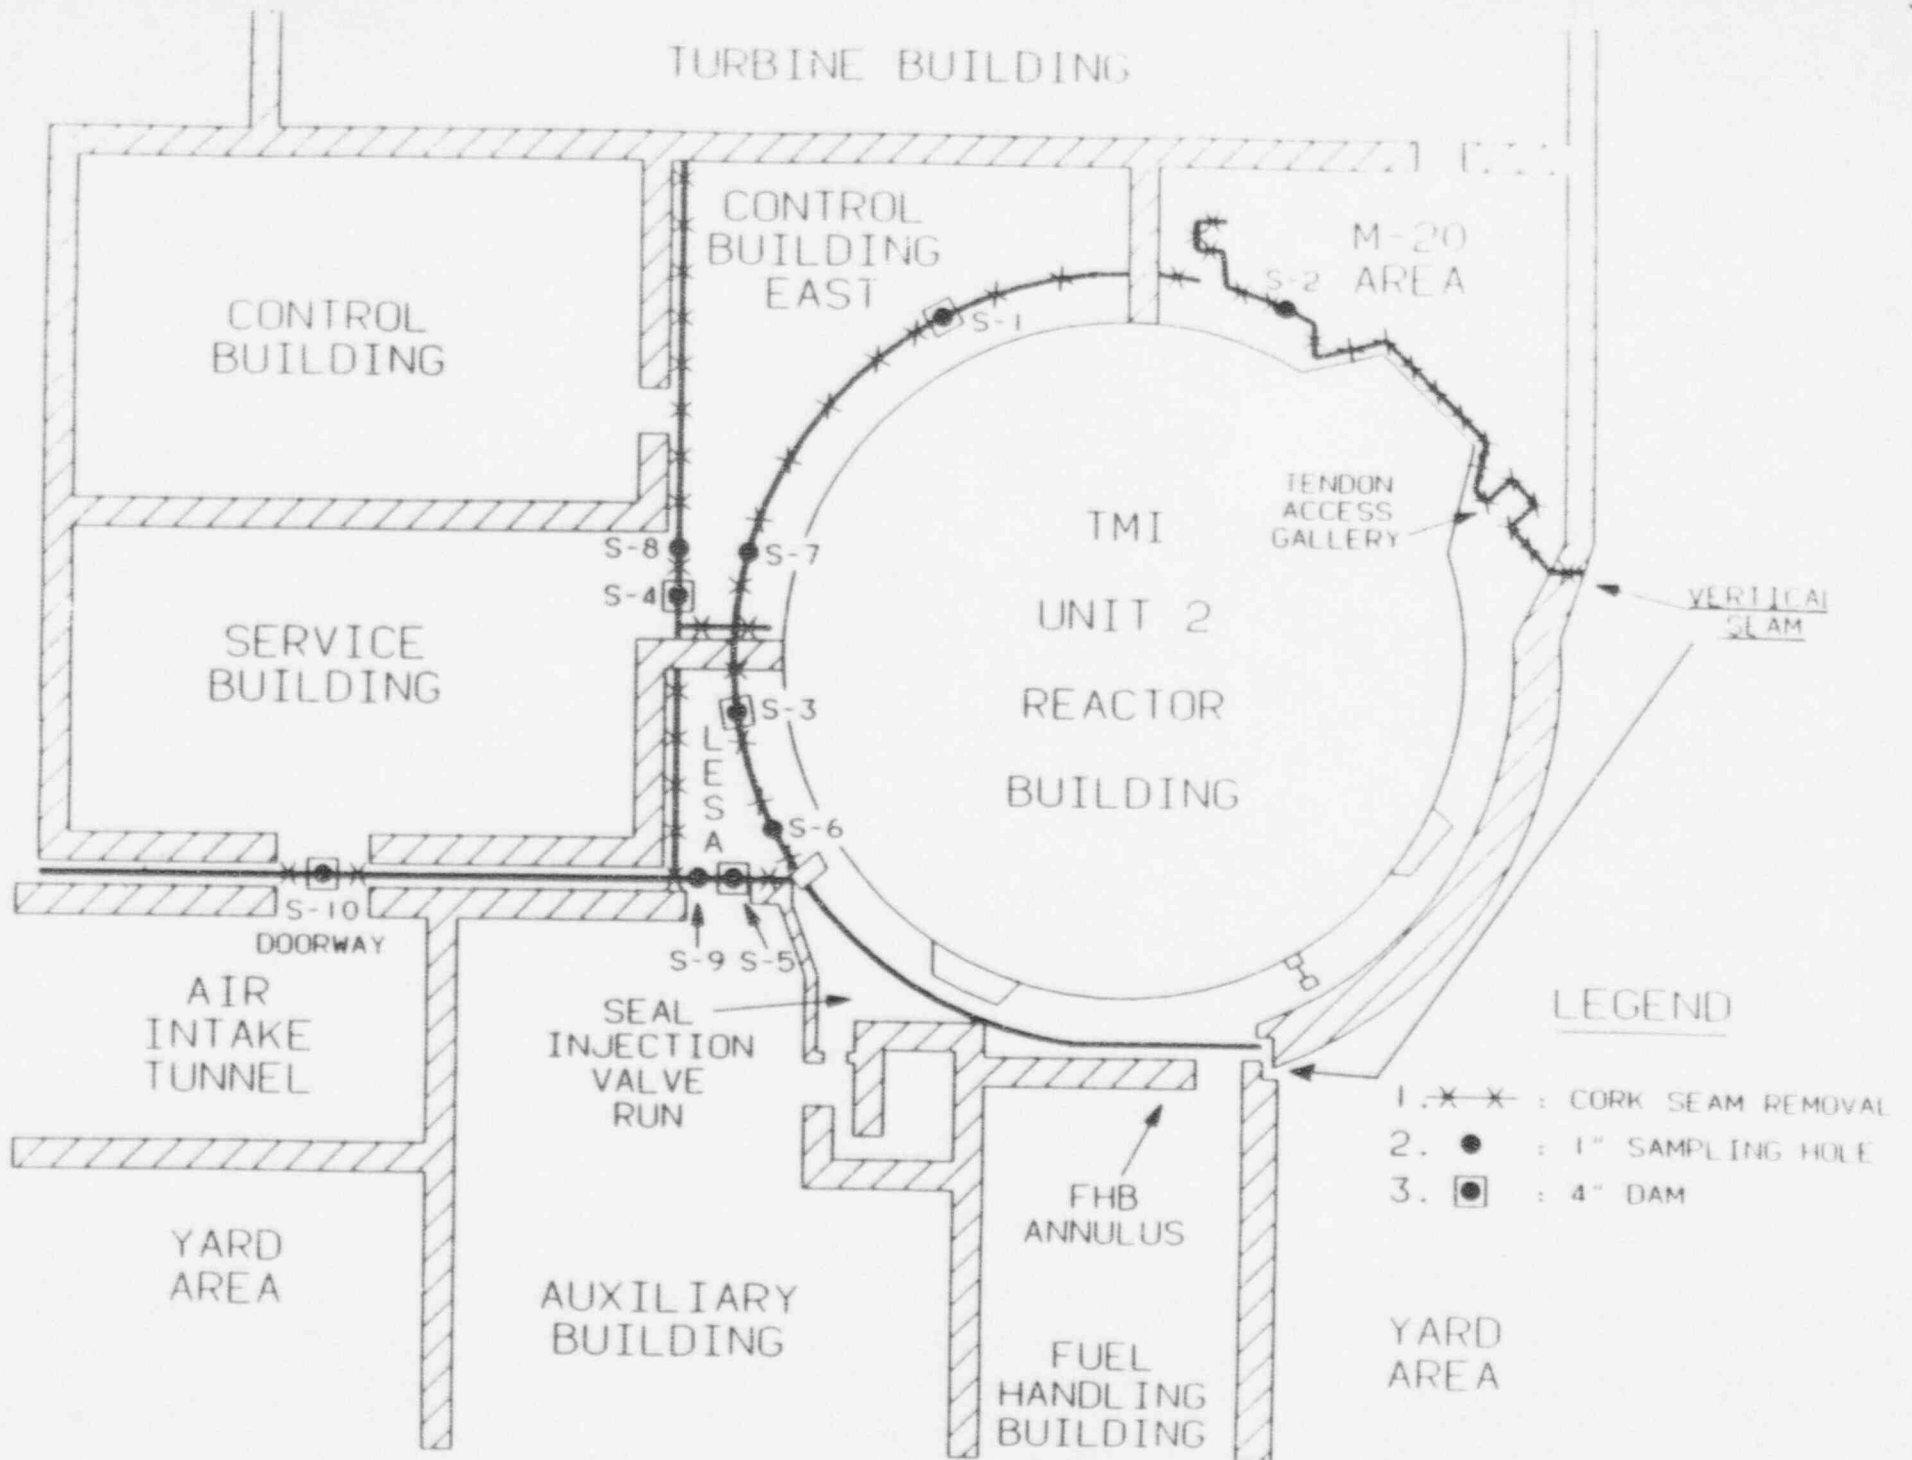 TURBINE BUILDING
CONTROL
BUILDING
EAST
M-20
AREA
S-2
S-1
CONTROL
BUILDING
TENDON
ACCESS
GALLERY
TMI
UNIT 2
REACTOR
BUILDING
S-8
S-7
S-4
VERTICAL
SEAM
SERVICE
BUILDING
S-3
LESA
S-6
S-10
DOORWAY
S-9
S-5
AIR
INTAKE
TUNNEL
SEAL
INJECTION
VALVE
RUN
LEGEND
1. : CORK SEAM REMOVAL
2. : 1" SAMPLING HOLE
3. : 4" DAM
FHB
ANNULUS
YARD
AREA
AUXILIARY
BUILDING
FUEL
HANDLING
BUILDING
YARD
AREA